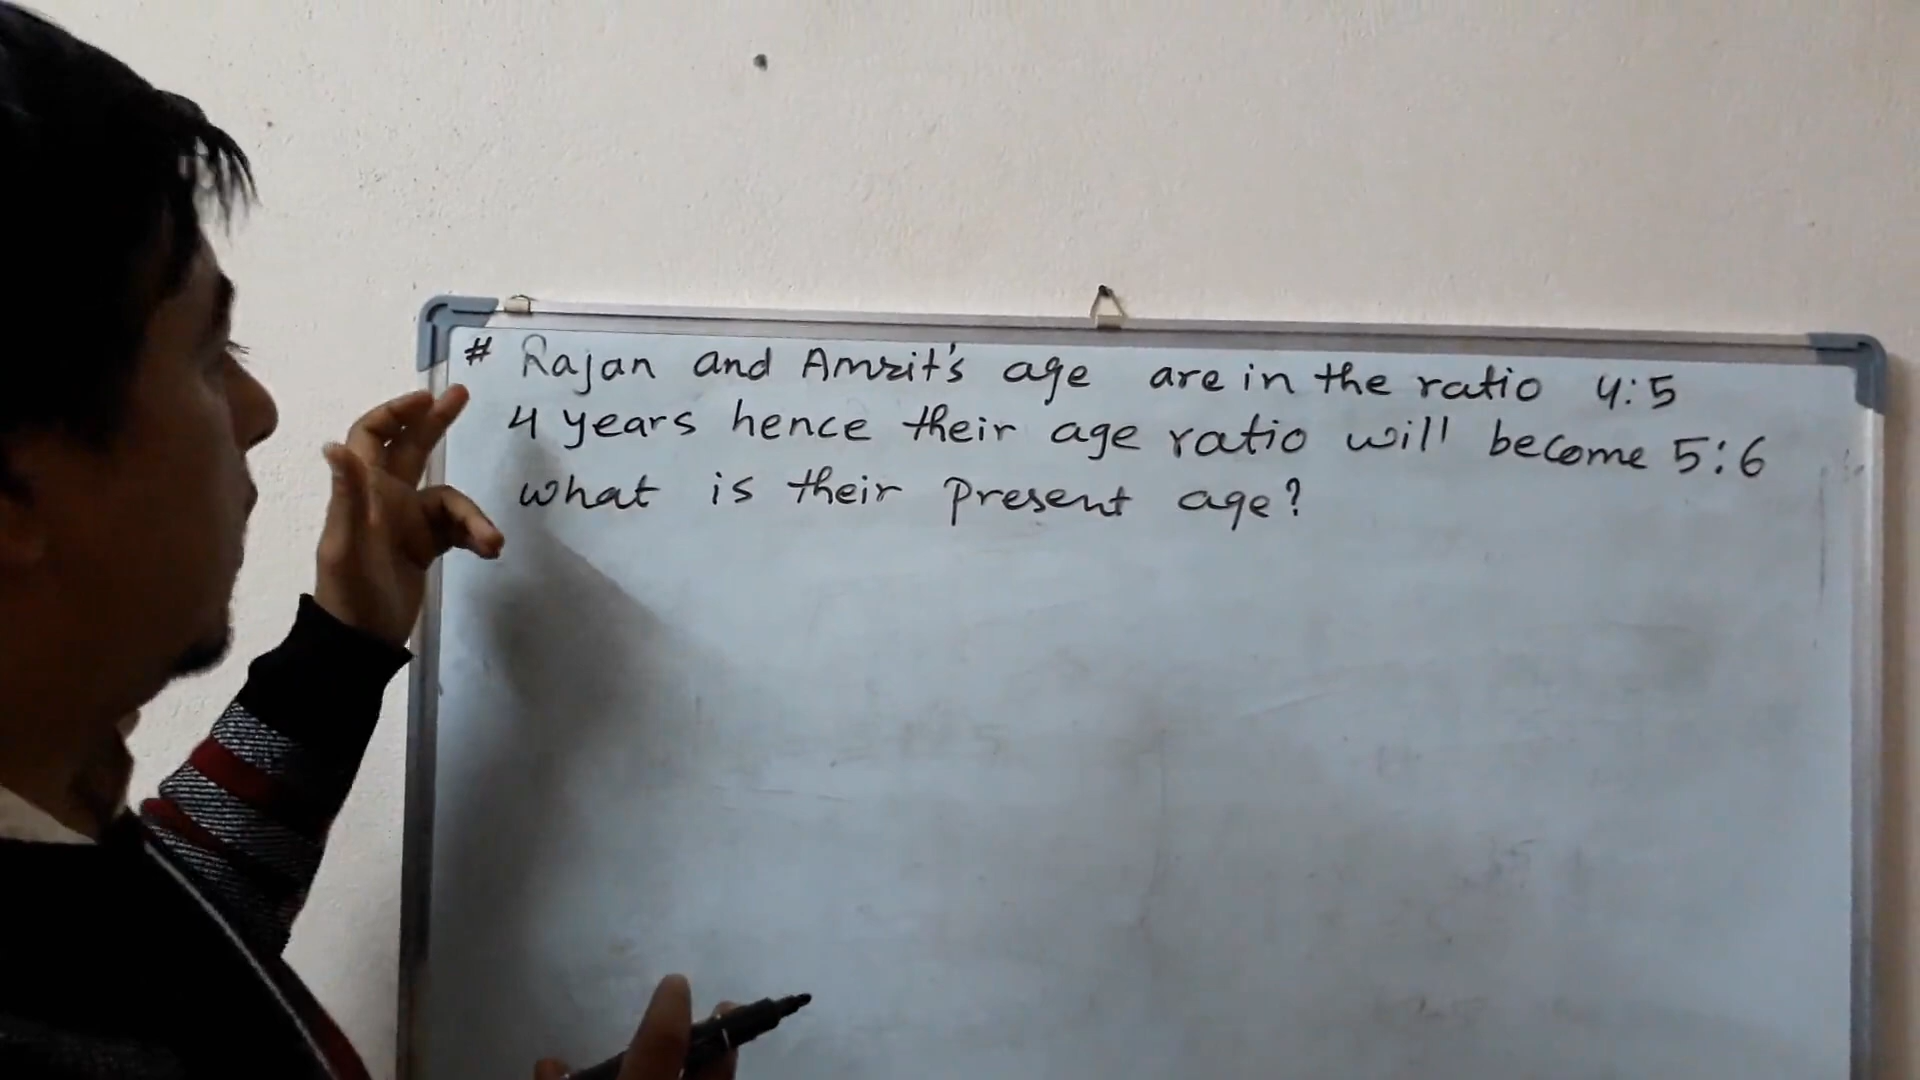 # Rajan and Amrit's age are in the ratio 4:5
4 years hence their age ratio will become 5:6
what is their present age?